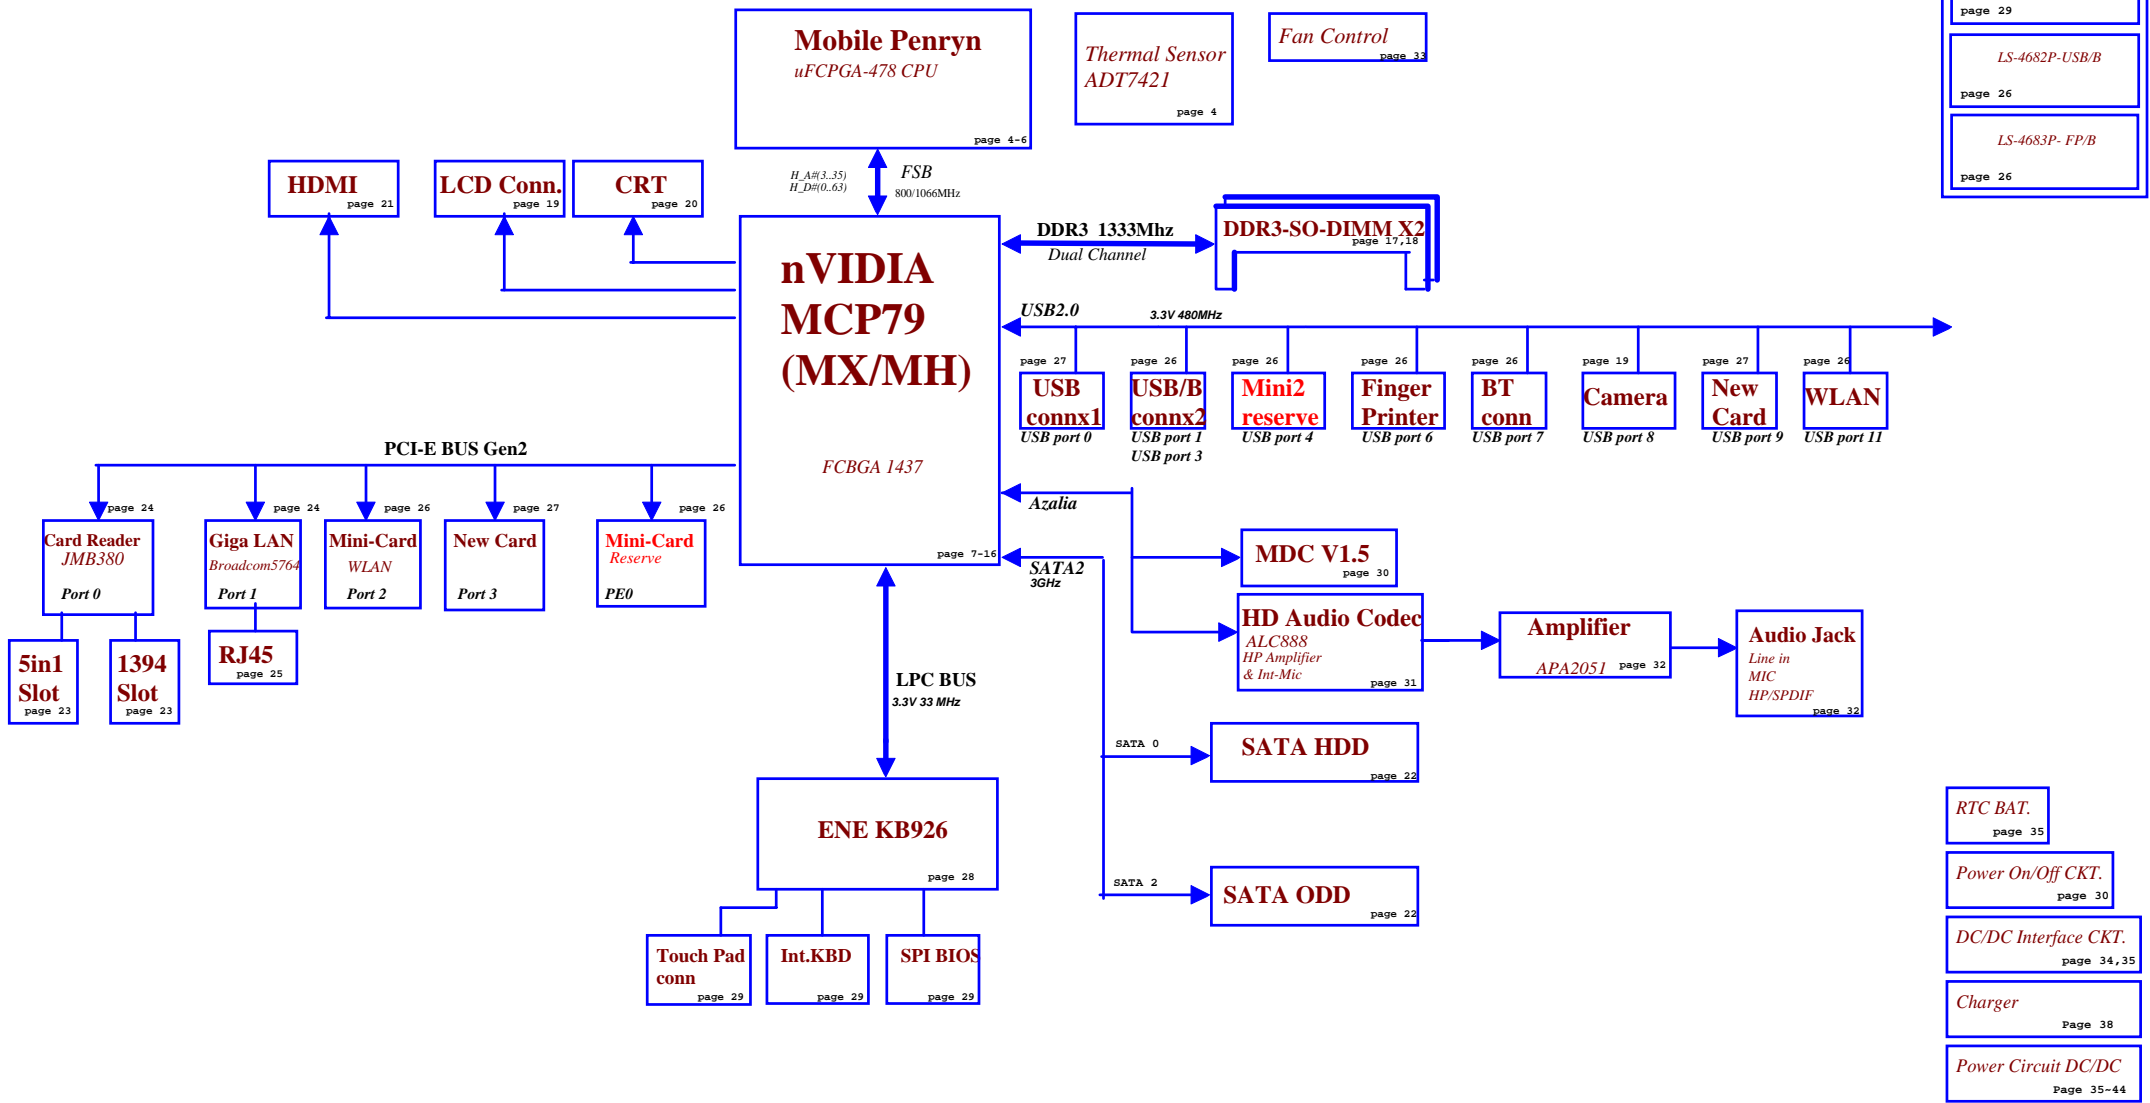 Mobile Penryn
uFCPGA-478 CPU
page 4-6
Thermal Sensor
ADT7421
page 4
Fan Control
page 33
page 29
LS-4682P-USB/B
page 26
LS-4683P- FP/B
page 26
HDMI
page 21
LCD Conn.
page 19
CRT
page 20
H_A#(3..35)
H_D#(0..63)
FSB
800/1066MHz
nVIDIA
MCP79
(MX/MH)
FCBGA 1437
page 7-16
DDR3 1333Mhz
Dual Channel
DDR3-SO-DIMM X2
page 17,18
USB2.0
3.3V 480MHz
page 27
USB
connx1
USB port 0
page 26
USB/B
connx2
USB port 1
USB port 3
page 26
Mini2
reserve
USB port 4
page 26
Finger
Printer
USB port 6
page 26
BT
conn
USB port 7
page 19
Camera
USB port 8
page 27
New
Card
USB port 9
page 26
WLAN
USB port 11
PCI-E BUS Gen2
page 24
Card Reader
JMB380
Port 0
page 24
Giga LAN
Broadcom5764
Port 1
page 26
Mini-Card
WLAN
Port 2
page 27
New Card
Port 3
page 26
Mini-Card
Reserve
PE0
5in1
Slot
page 23
1394
Slot
page 23
RJ45
page 25
Azalia
SATA2
3GHz
MDC V1.5
page 30
HD Audio Codec
ALC888
HP Amplifier
& Int-Mic
page 31
Amplifier
APA2051
page 32
Audio Jack
Line in
MIC
HP/SPDIF
page 32
LPC BUS
3.3V 33 MHz
SATA 0
SATA HDD
page 22
SATA 2
SATA ODD
page 22
ENE KB926
page 28
Touch Pad
conn
page 29
Int.KBD
page 29
SPI BIOS
page 29
RTC BAT.
page 35
Power On/Off CKT.
page 30
DC/DC Interface CKT.
page 34,35
Charger
Page 38
Power Circuit DC/DC
Page 35~44